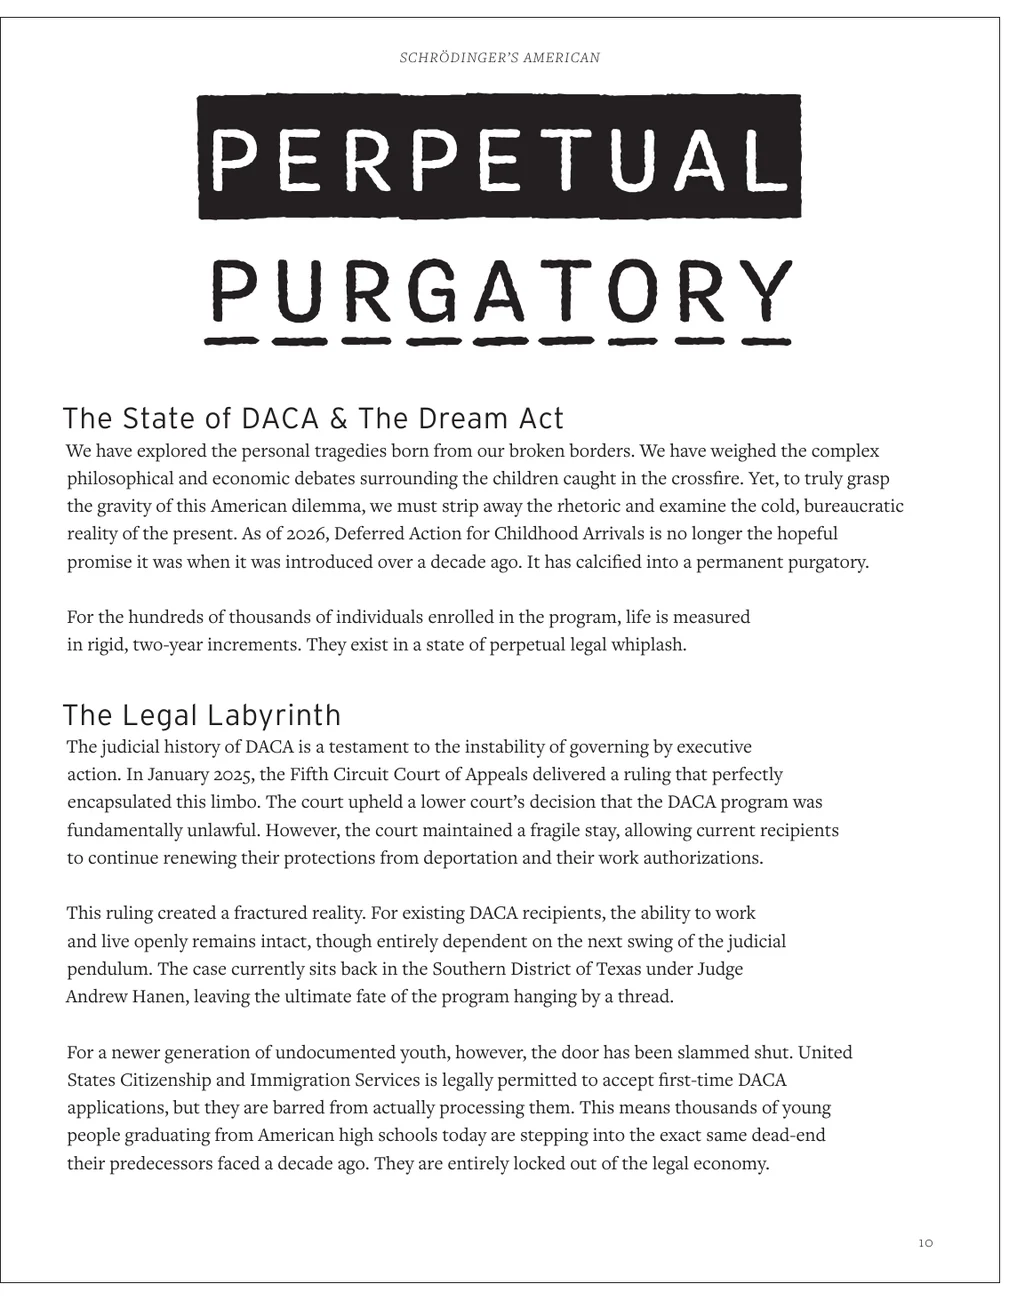 SCHRÖDINGER’S AMERICAN
PERPETUAL
PURGATORY
The State of DACA & The Dream Act
We have explored the personal tragedies born from our broken borders. We have weighed the complex
philosophical and economic debates surrounding the children caught in the crossfire. Yet, to truly grasp
the gravity of this American dilemma, we must strip away the rhetoric and examine the cold, bureaucratic
reality of the present. As of 2026, Deferred Action for Childhood Arrivals is no longer the hopeful
promise it was when it was introduced over a decade ago. It has calcified into a permanent purgatory.
For the hundreds of thousands of individuals enrolled in the program, life is measured
in rigid, two-year increments. They exist in a state of perpetual legal whiplash.
The Legal Labyrinth
The judicial history of DACA is a testament to the instability of governing by executive
action. In January 2025, the Fifth Circuit Court of Appeals delivered a ruling that perfectly
encapsulated this limbo. The court upheld a lower court’s decision that the DACA program was
fundamentally unlawful. However, the court maintained a fragile stay, allowing current recipients
to continue renewing their protections from deportation and their work authorizations.
This ruling created a fractured reality. For existing DACA recipients, the ability to work
and live openly remains intact, though entirely dependent on the next swing of the judicial
pendulum. The case currently sits back in the Southern District of Texas under Judge
Andrew Hanen, leaving the ultimate fate of the program hanging by a thread.
For a newer generation of undocumented youth, however, the door has been slammed shut. United
States Citizenship and Immigration Services is legally permitted to accept first-time DACA
applications, but they are barred from actually processing them. This means thousands of young
people graduating from American high schools today are stepping into the exact same dead-end
their predecessors faced a decade ago. They are entirely locked out of the legal economy.
10